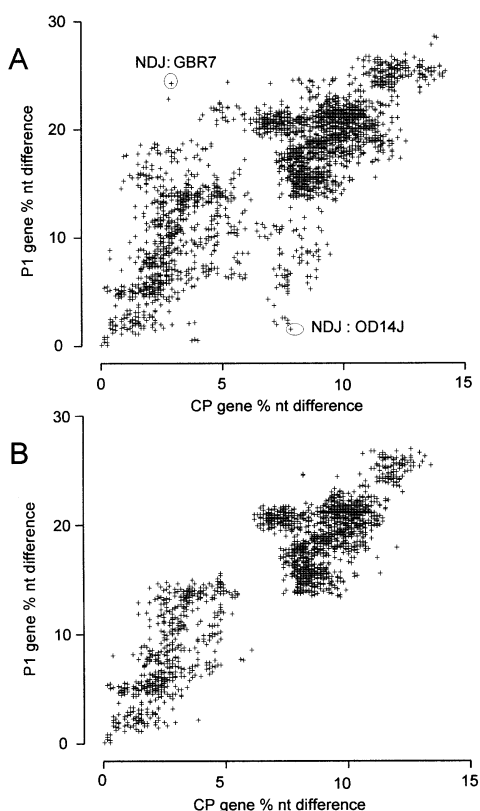 A
30
NDJ: GBR7
20
P1 gene % nt difference
10
NDJ : OD14J
0
0 5 10 15
CP gene % nt difference
B
30
20
P1 gene % nt difference
10
0
0 5 10 15
CP gene % nt difference